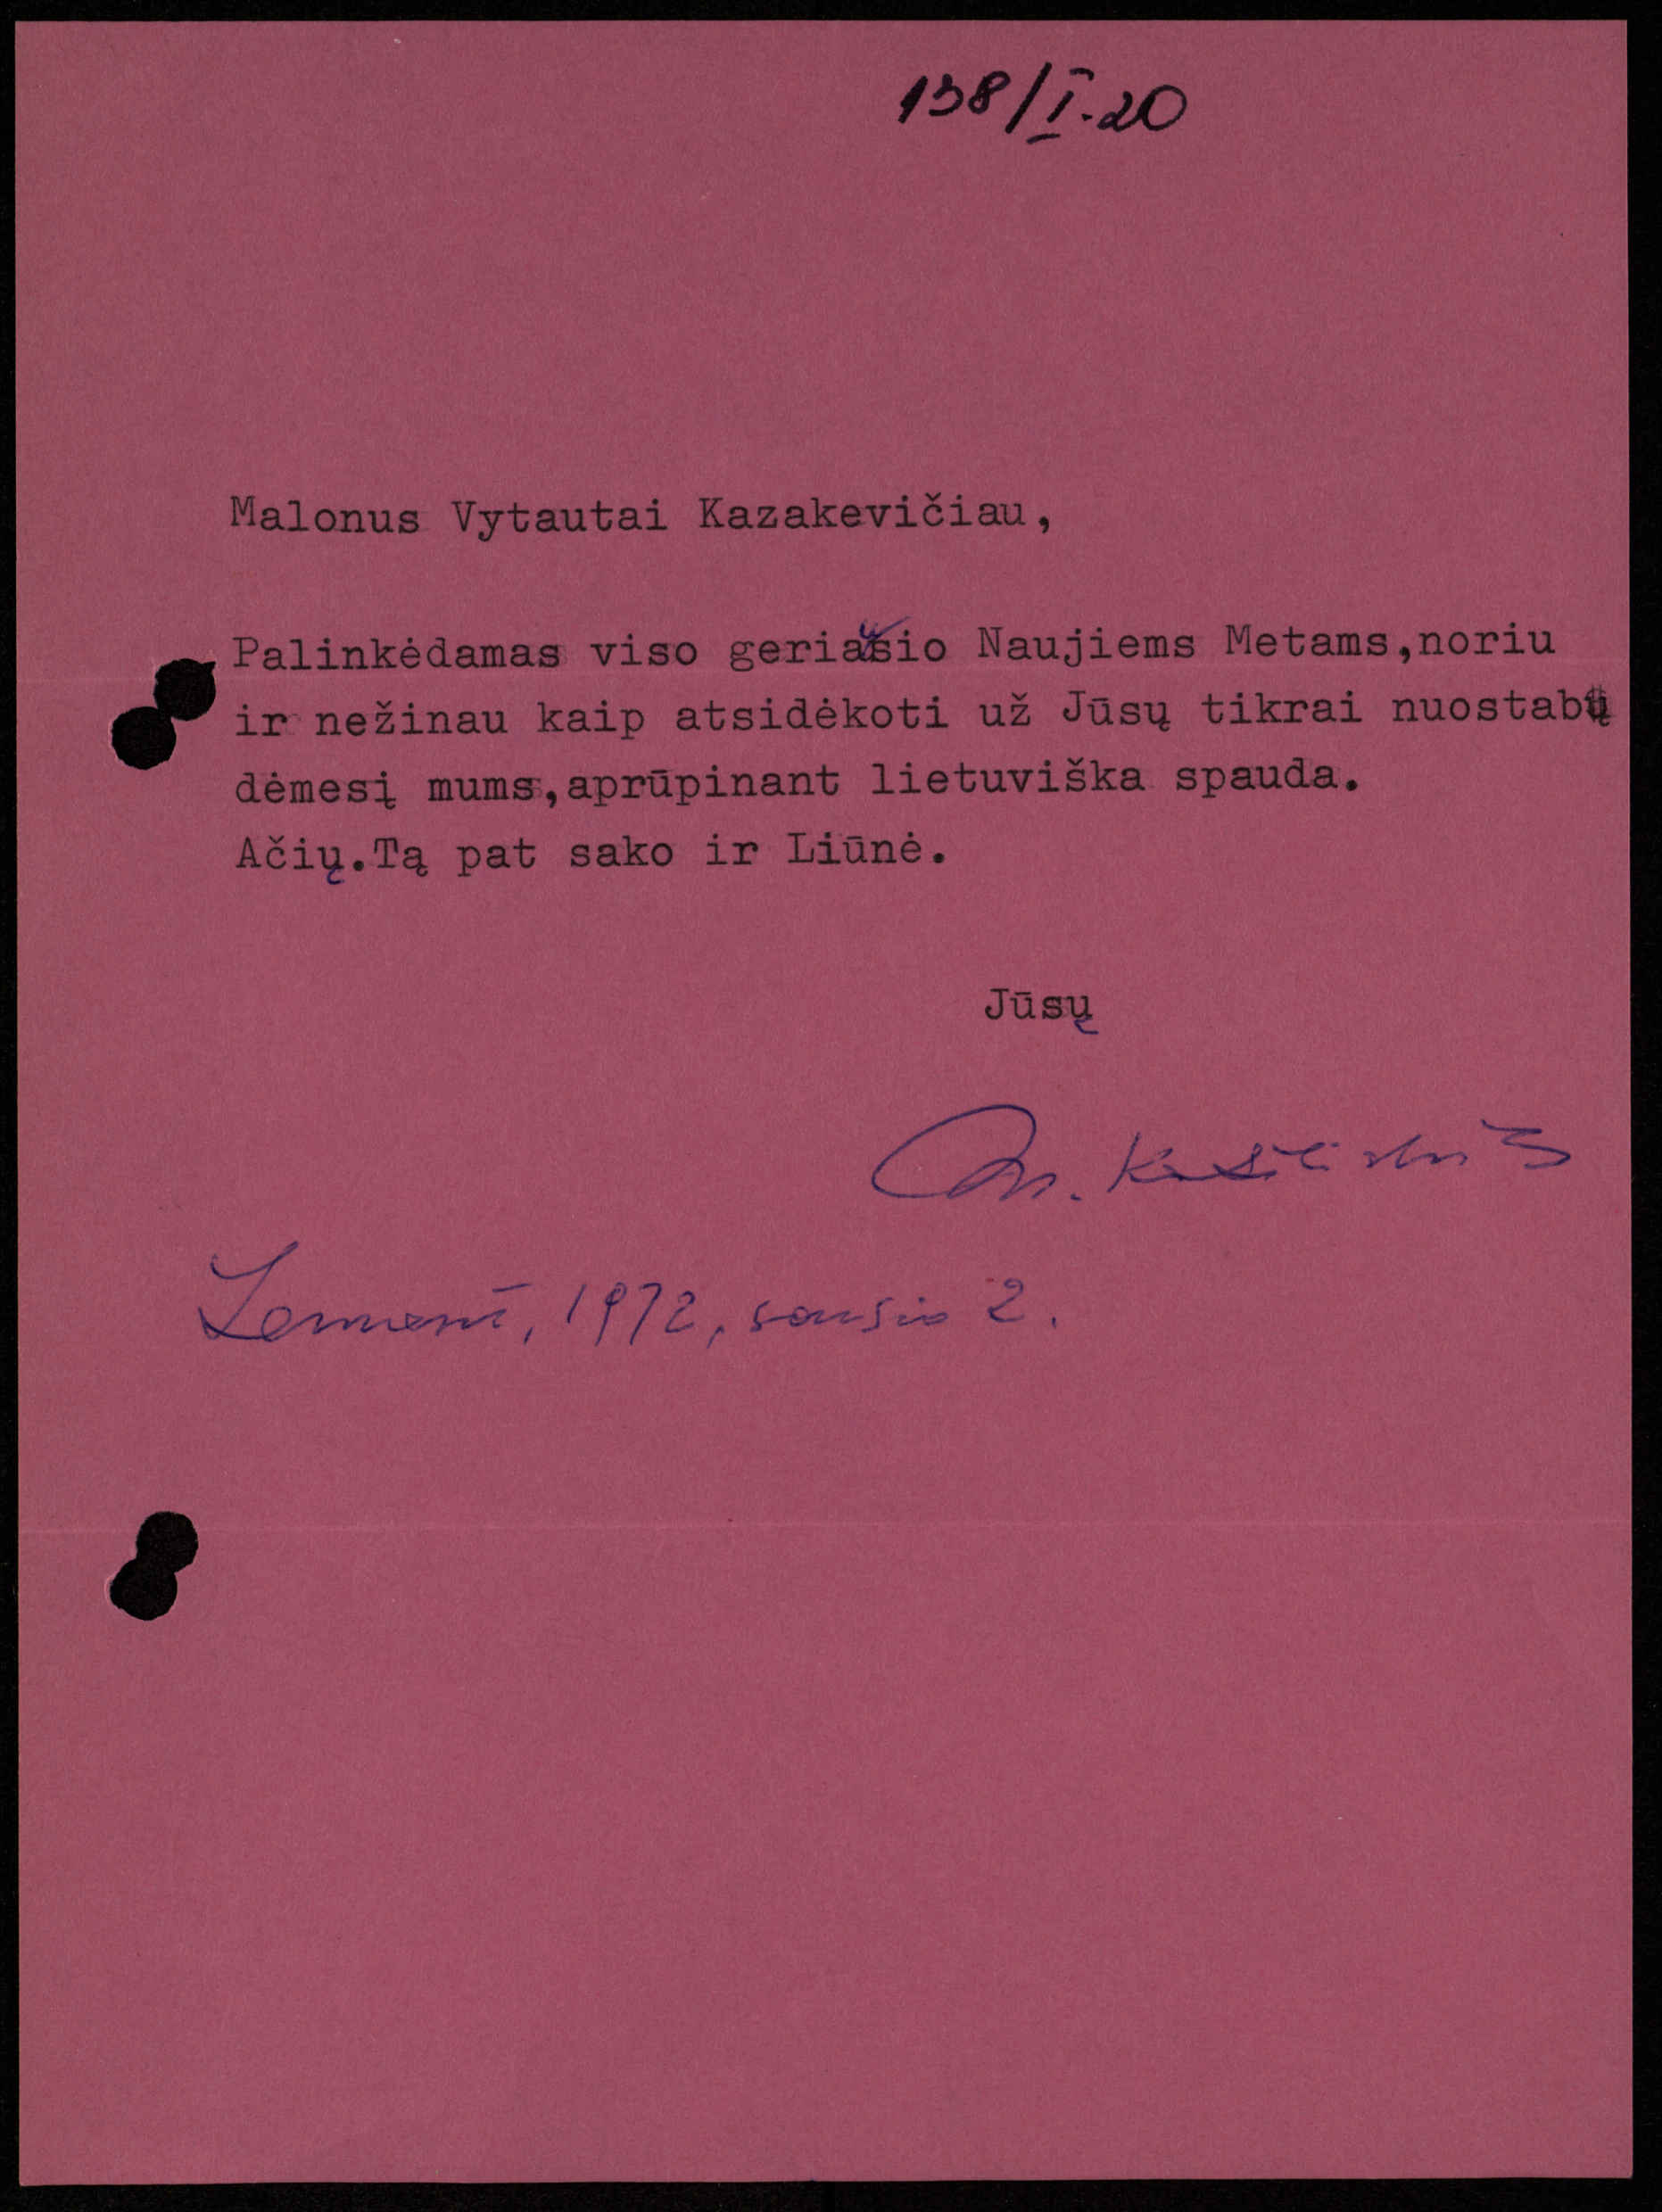 138/I.20
Malonus Vytautai Kazakevičiau,
Palinkėdamas viso geriaušio Naujiems Metams,noriu
ir nežinau kaip atsidėkoti už Jūsų tikrai nuostabų
dėmesį mums,aprūpinant lietuviška spauda.
Ačių.Tą pat sako ir Liūnė.
Jūsų
Lemont, 1972, sausio 2.